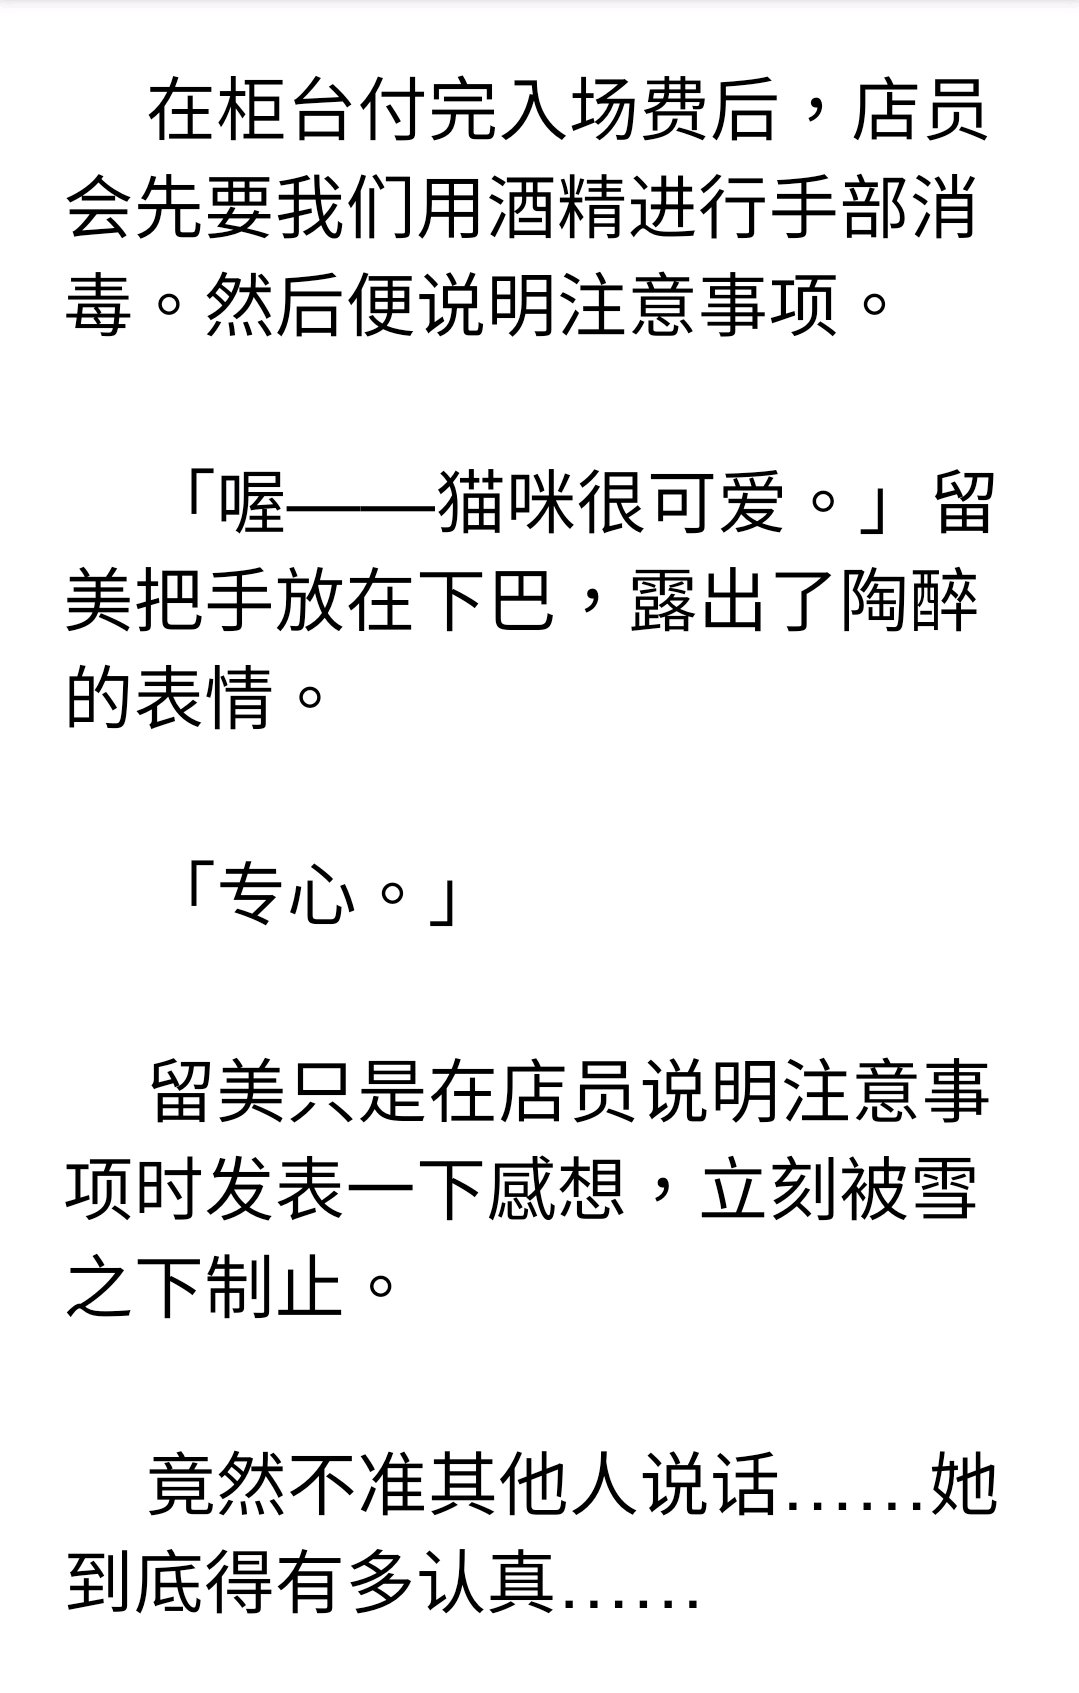 在柜台付完入场费后，店员
会先要我们用酒精进行手部消
毒。然后便说明注意事项。
「喔——猫咪很可爱。」留
美把手放在下巴，露出了陶醉
的表情。
「专心。」
留美只是在店员说明注意事
项时发表一下感想，立刻被雪
之下制止。
竟然不准其他人说话……她
到底得有多认真……